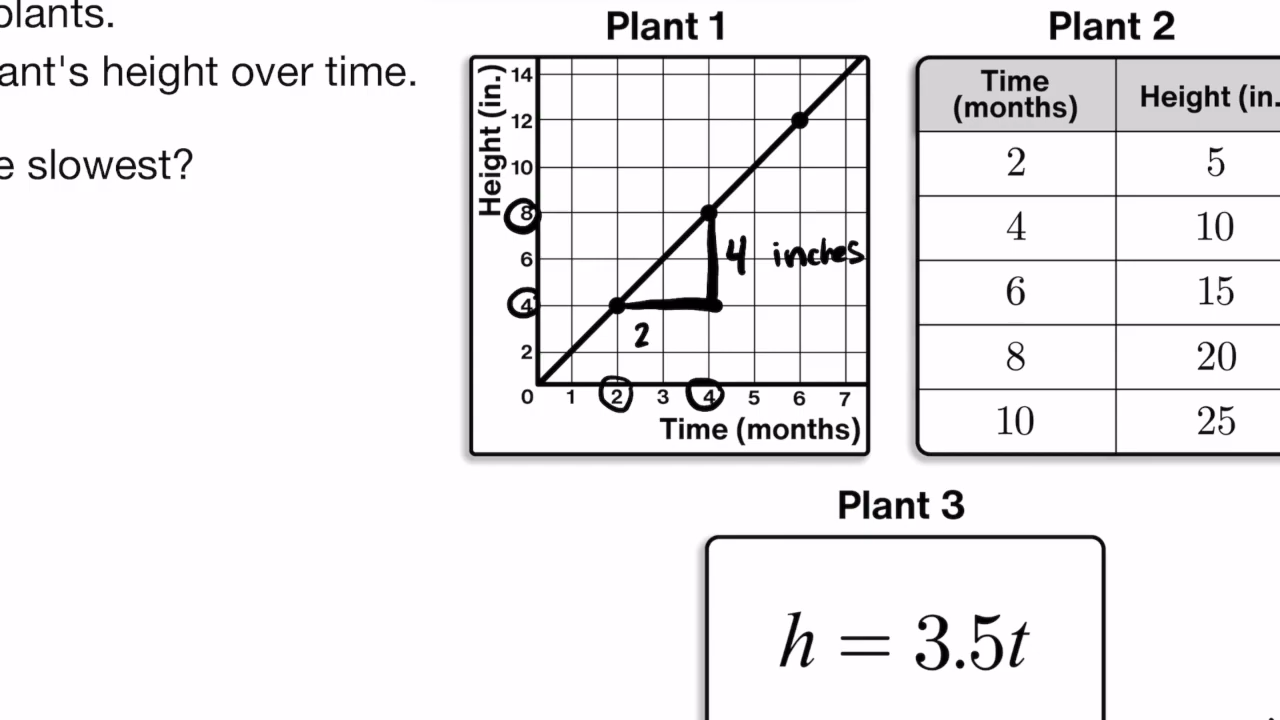 plants.
ant's height over time.
e slowest?
Plant 1
Height (in.)
14
12
10
8
6
4
2
0 1 2 3 4 5 6 7
Time (months)
4 inches
2
Plant 2
Time (months) Height (in.
2 5
4 10
6 15
8 20
10 25
Plant 3
h = 3.5t